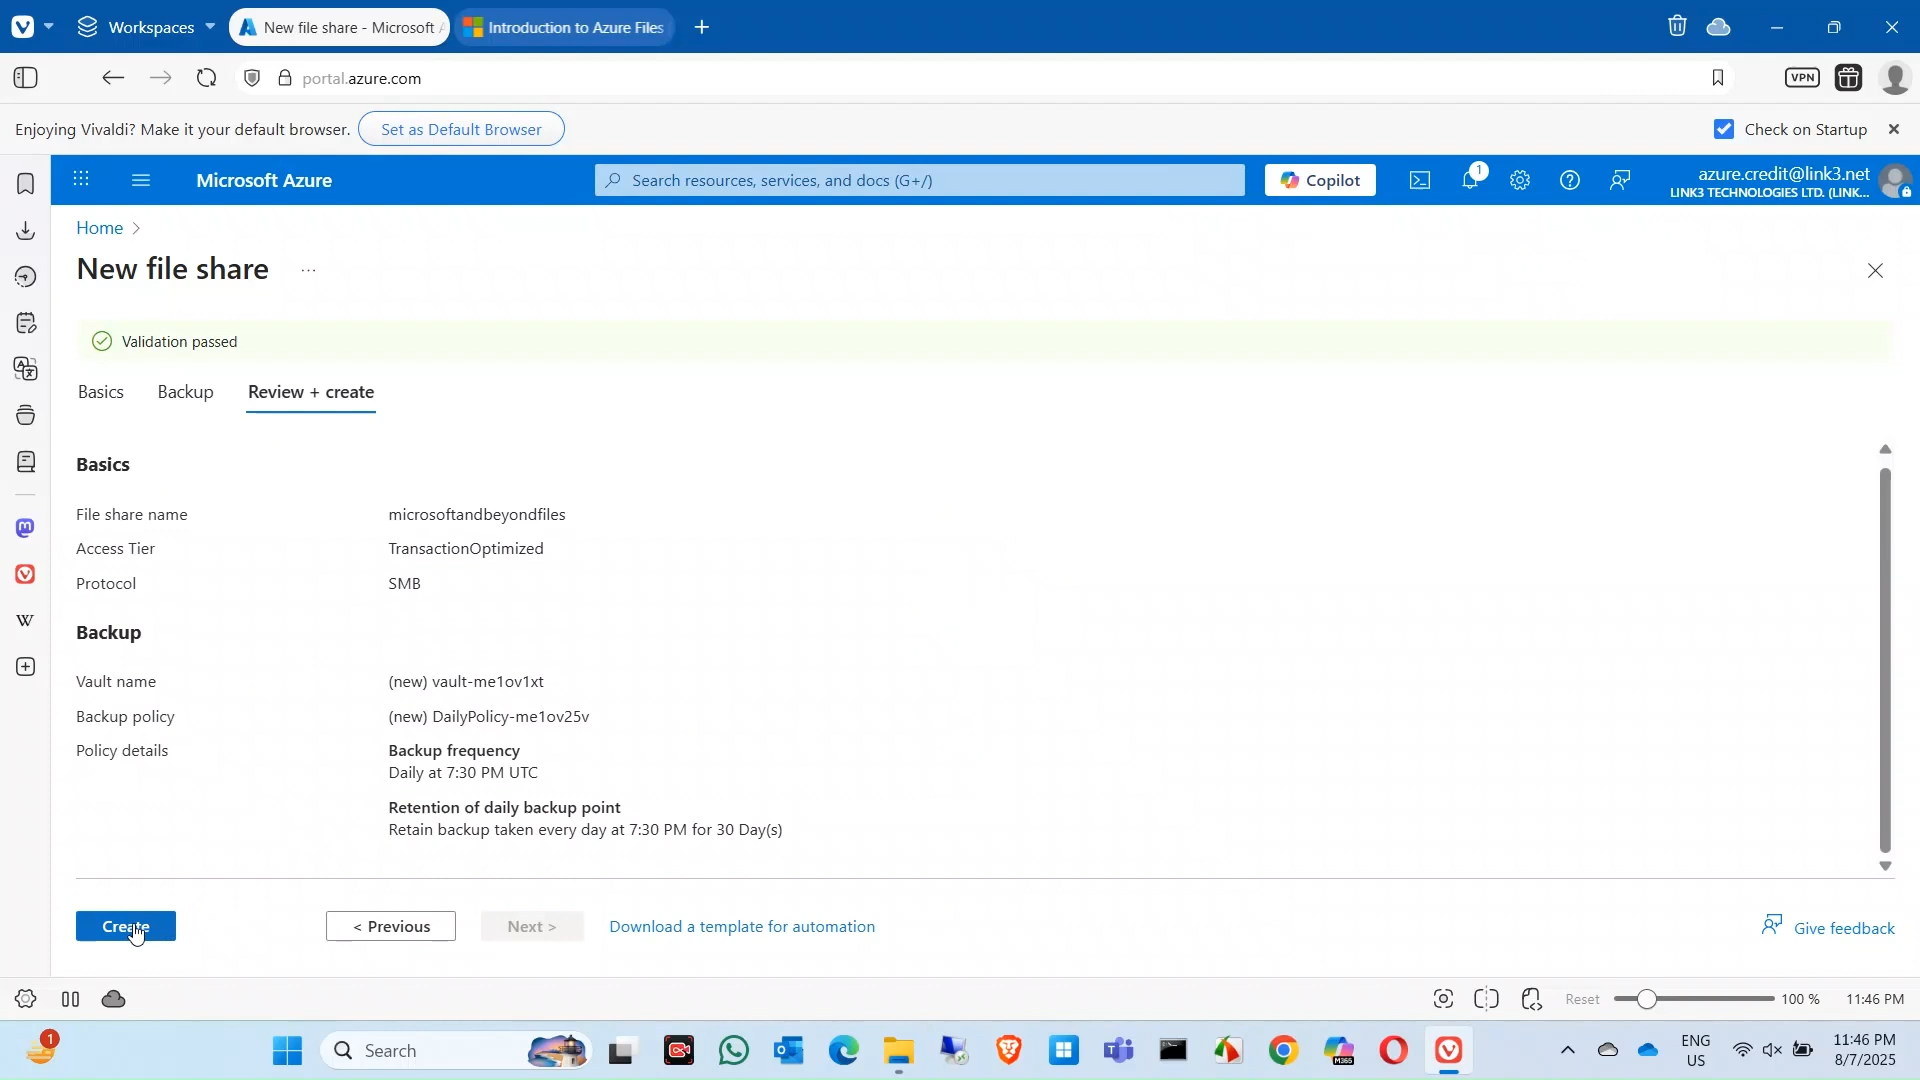 Workspaces
New file share - Microsoft A
Introduction to Azure Files
portal.azure.com
VPN
Enjoying Vivaldi? Make it your default browser.
Set as Default Browser
Check on Startup
Microsoft Azure
Search resources, services, and docs (G+/)
Copilot
1
azure.credit@link3.net
LINK3 TECHNOLOGIES LTD. (LINK...
Home
New file share
...
Validation passed
Basics
Backup
Review + create
Basics
File share name
microsoftandbeyondfiles
Access Tier
TransactionOptimized
Protocol
SMB
Backup
Vault name
(new) vault-me1ov1xt
Backup policy
(new) DailyPolicy-me1ov25v
Policy details
Backup frequency
Daily at 7:30 PM UTC
Retention of daily backup point
Retain backup taken every day at 7:30 PM for 30 Day(s)
Create
< Previous
Next >
Download a template for automation
Give feedback
Reset
100 %
11:46 PM
1
Search
M365
ENG
US
11:46 PM
8/7/2025